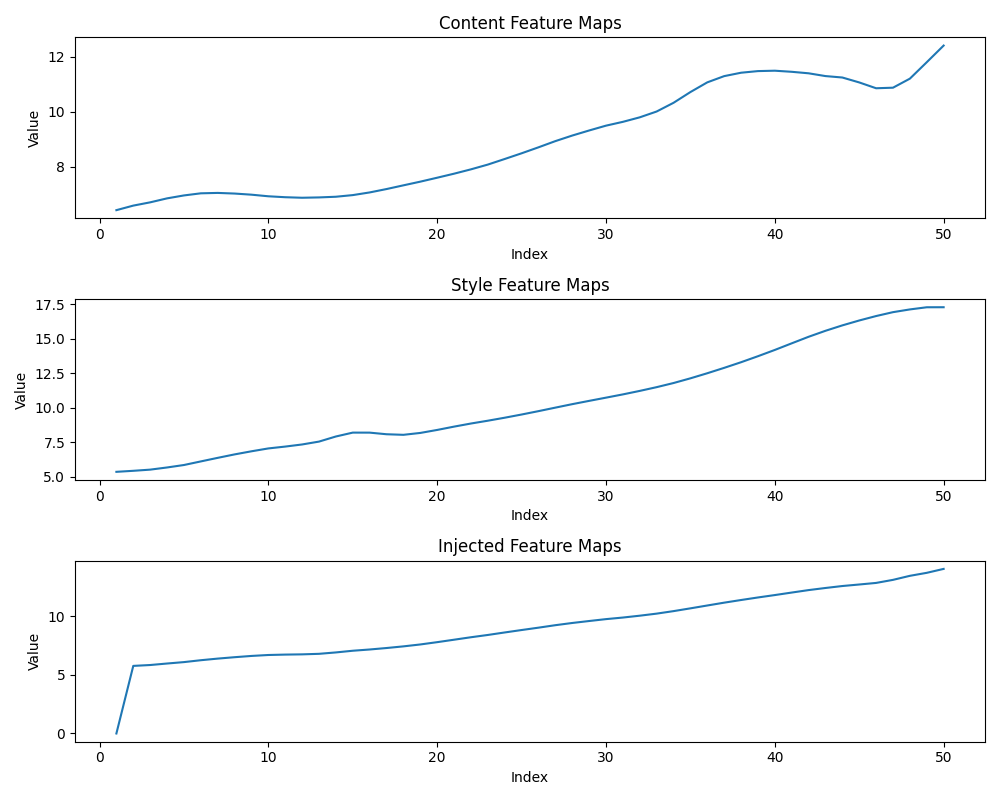 Content Feature Maps
12
10
8
Value
0 10 20 30 40 50
Index
Style Feature Maps
17.5
15.0
12.5
10.0
7.5
5.0
Value
0 10 20 30 40 50
Index
Injected Feature Maps
10
5
0
Value
0 10 20 30 40 50
Index